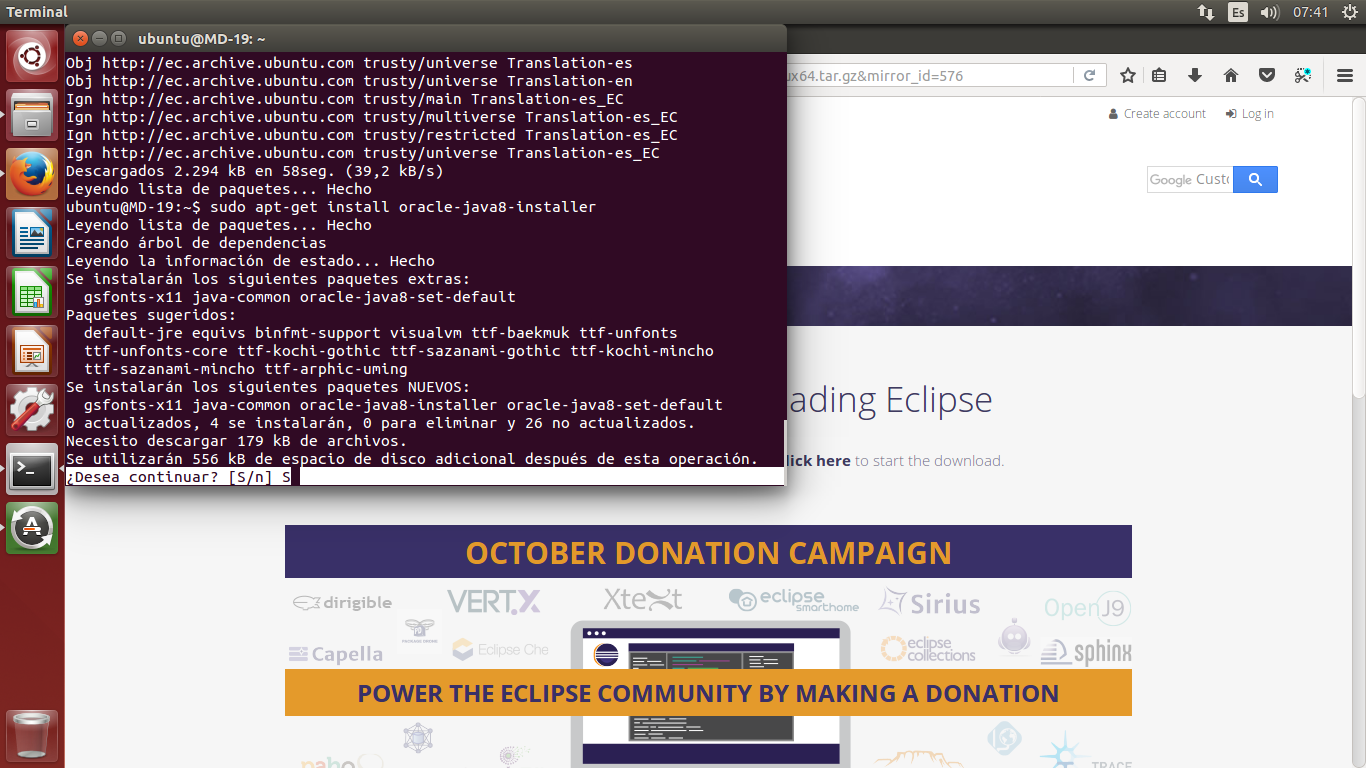 Terminal
Es
07:41
ubuntu@MD-19: ~
Obj http://ec.archive.ubuntu.com trusty/universe Translation-es
Obj http://ec.archive.ubuntu.com trusty/universe Translation-en
Ign http://ec.archive.ubuntu.com trusty/main Translation-es_EC
Ign http://ec.archive.ubuntu.com trusty/multiverse Translation-es_EC
Ign http://ec.archive.ubuntu.com trusty/restricted Translation-es_EC
Ign http://ec.archive.ubuntu.com trusty/universe Translation-es_EC
Descargados 2.294 kB en 58seg. (39,2 kB/s)
Leyendo lista de paquetes... Hecho
ubuntu@MD-19:~$ sudo apt-get install oracle-java8-installer
Leyendo lista de paquetes... Hecho
Creando árbol de dependencias
Leyendo la información de estado... Hecho
Se instalarán los siguientes paquetes extras:
gsfonts-x11 java-common oracle-java8-set-default
Paquetes sugeridos:
default-jre equivs binfmt-support visualvm ttf-baekmuk ttf-unfonts
ttf-unfonts-core ttf-kochi-gothic ttf-sazanami-gothic ttf-kochi-mincho
ttf-sazanami-mincho ttf-arphic-uming
Se instalarán los siguientes paquetes NUEVOS:
gsfonts-x11 java-common oracle-java8-installer oracle-java8-set-default
0 actualizados, 4 se instalarán, 0 para eliminar y 26 no actualizados.
Necesito descargar 179 kB de archivos.
Se utilizarán 556 kB de espacio de disco adicional después de esta operación.
¿Desea continuar? [S/n] S
ux64.tar.gz&mirror_id=576
Create account
Log in
Google Custo
ading Eclipse
lick here to start the download.
OCTOBER DONATION CAMPAIGN
dirigible
VERT.X
Xtext
eclipse smarthome
Sirius
OpenJ9
Capella
Eclipse Che
eclipse collections
sphinx
POWER THE ECLIPSE COMMUNITY BY MAKING A DONATION
paho
TRACE